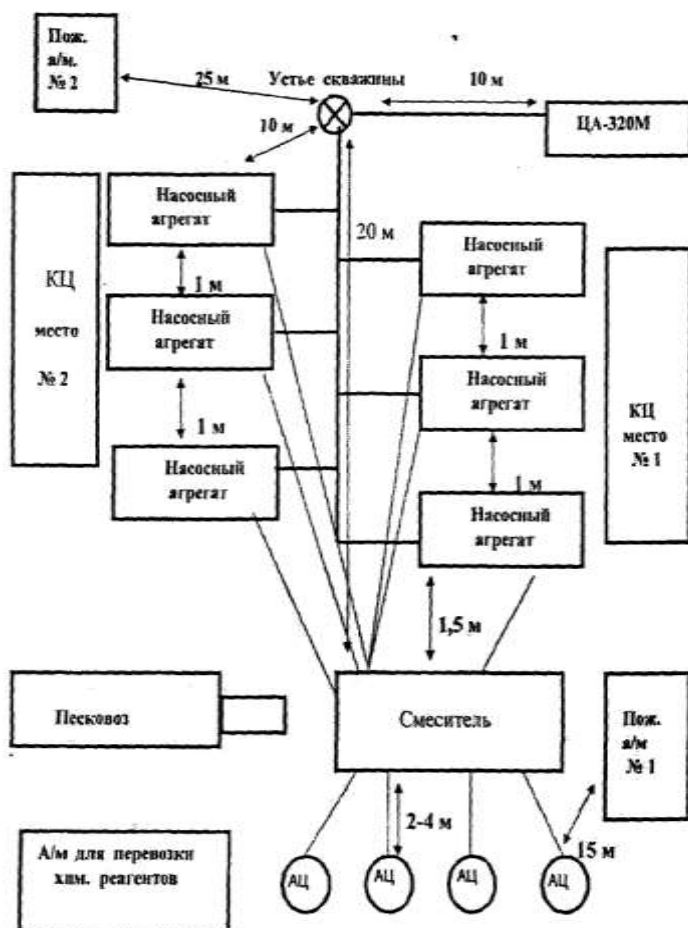 Пож.
а/м.
№ 2
25 м
Устье скважины
10 м
ЦА-320М
10 м
Насосный
агрегат
20 м
Насосный
агрегат
КЦ
место
№ 2
1 м
Насосный
агрегат
1 м
Насосный
агрегат
КЦ
место
№ 1
1 м
Насосный
агрегат
1 м
Насосный
агрегат
1,5 м
Песковоз
Смеситель
Пож.
а/м
№ 1
2-4 м
15 м
А/м для перевозки
хим. реагентов
АЦ
АЦ
АЦ
АЦ